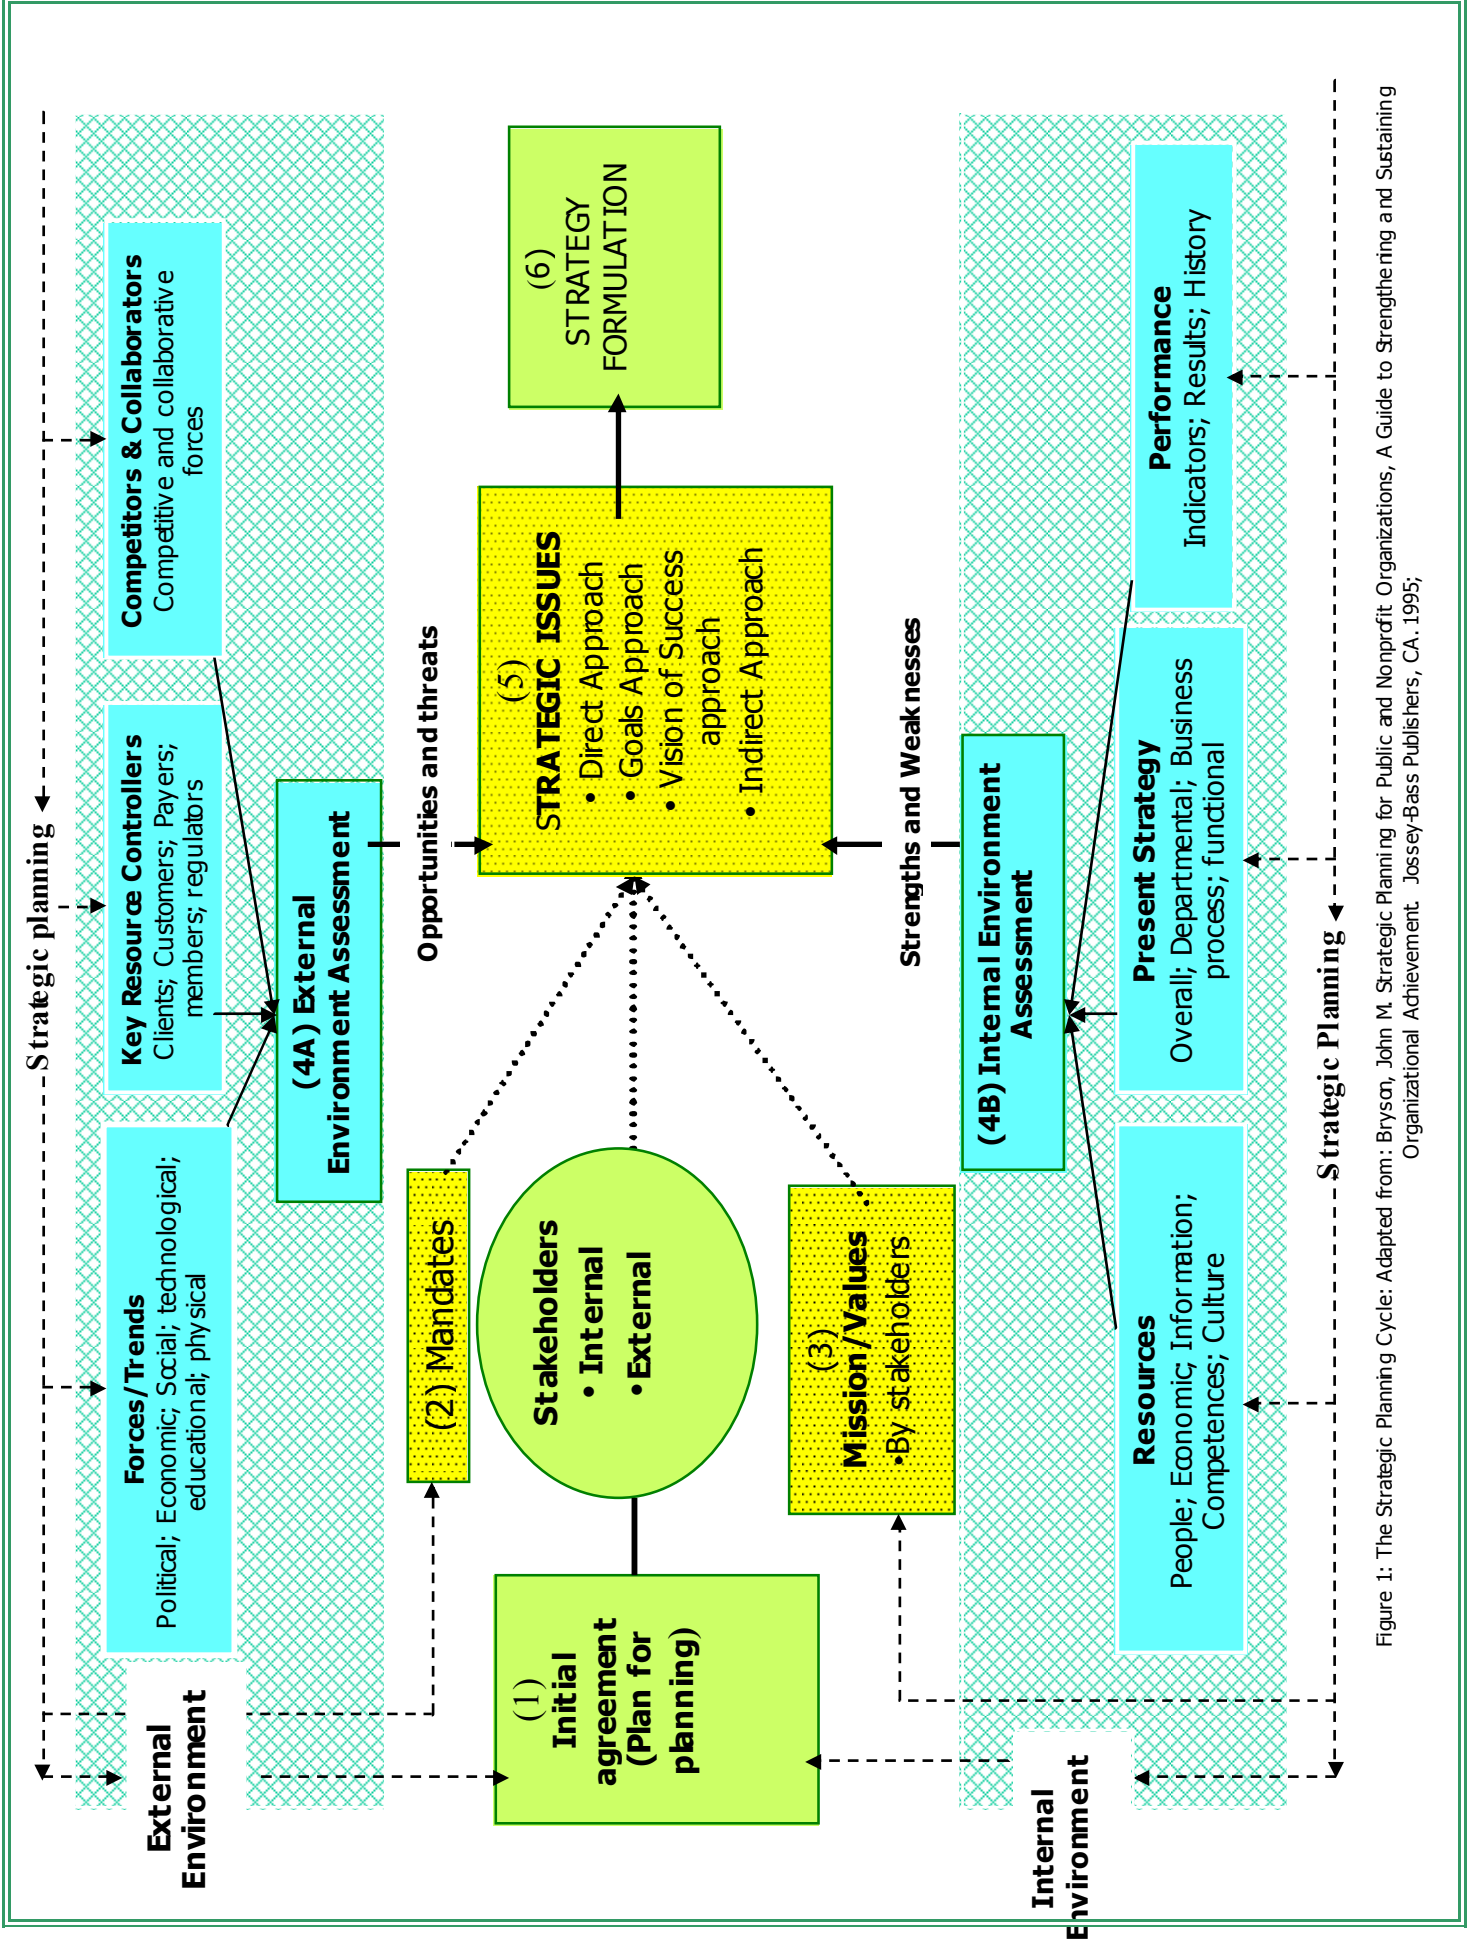 Strategic planning
External
Environment
Forces/Trends
Political; Economic; Social; technological;
educational; physical
Key Resource Controllers
Clients; Customers; Payers;
members; regulators
Competitors & Collaborators
Competitive and collaborative
forces
(4A) External
Environment Assessment
Opportunities and threats
(1)
Initial
agreement
(Plan for
planning)
(2) Mandates
Stakeholders
• Internal
• External
(3)
Mission/Values
•By stakeholders
(5)
STRATEGIC ISSUES
• Direct Approach
• Goals Approach
• Vision of Success
approach
• Indirect Approach
(6)
STRATEGY
FORMULATION
Strengths and Weaknesses
(4B) Internal Environment
Assessment
Internal
Environment
Resources
People; Economic; Information;
Competences; Culture
Present Strategy
Overall; Departmental; Business
process; functional
Performance
Indicators; Results; History
Strategic Planning
Figure 1: The Strategic Planning Cycle: Adapted from: Bryson, John M. Strategic Planning for Public and Nonprofit Organizations, A Guide to Strengthening and Sustaining
Organizational Achievement. Jossey-Bass Publishers, CA. 1995;